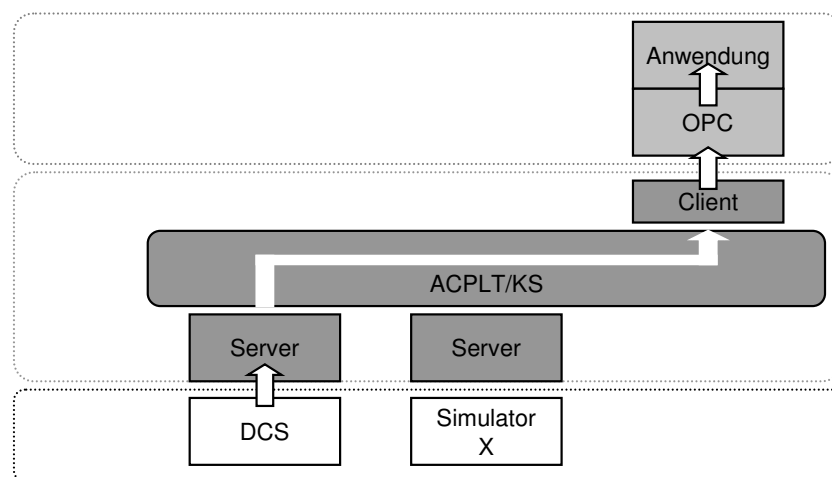 Anwendung
OPC
Client
ACPLT/KS
Server
Server
DCS
Simulator
X